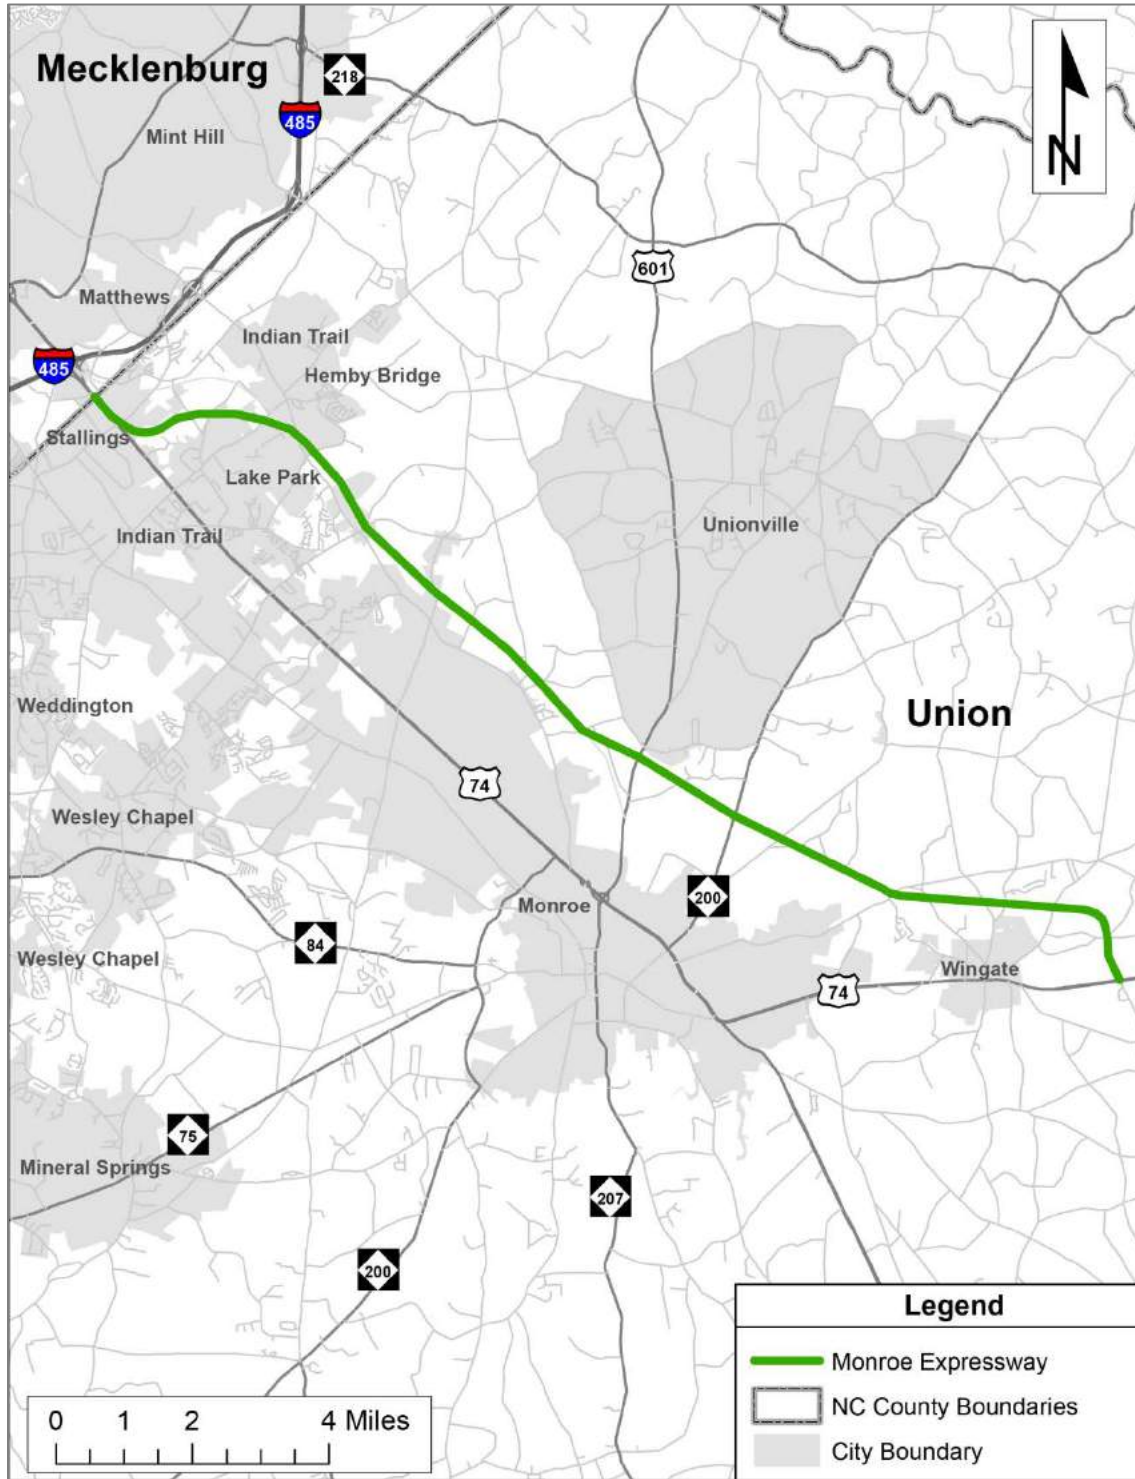 Mecklenburg
218
485
Mint Hill
N
601
Matthews
Indian Trail
485
Hemby Bridge
Stallings
Lake Park
Unionville
Indian Trail
Weddington
Union
74
Wesley Chapel
200
Monroe
84
Wesley Chapel
Wingate
74
75
Mineral Springs
207
200
Legend
Monroe Expressway
NC County Boundaries
City Boundary
0 1 2 4 Miles